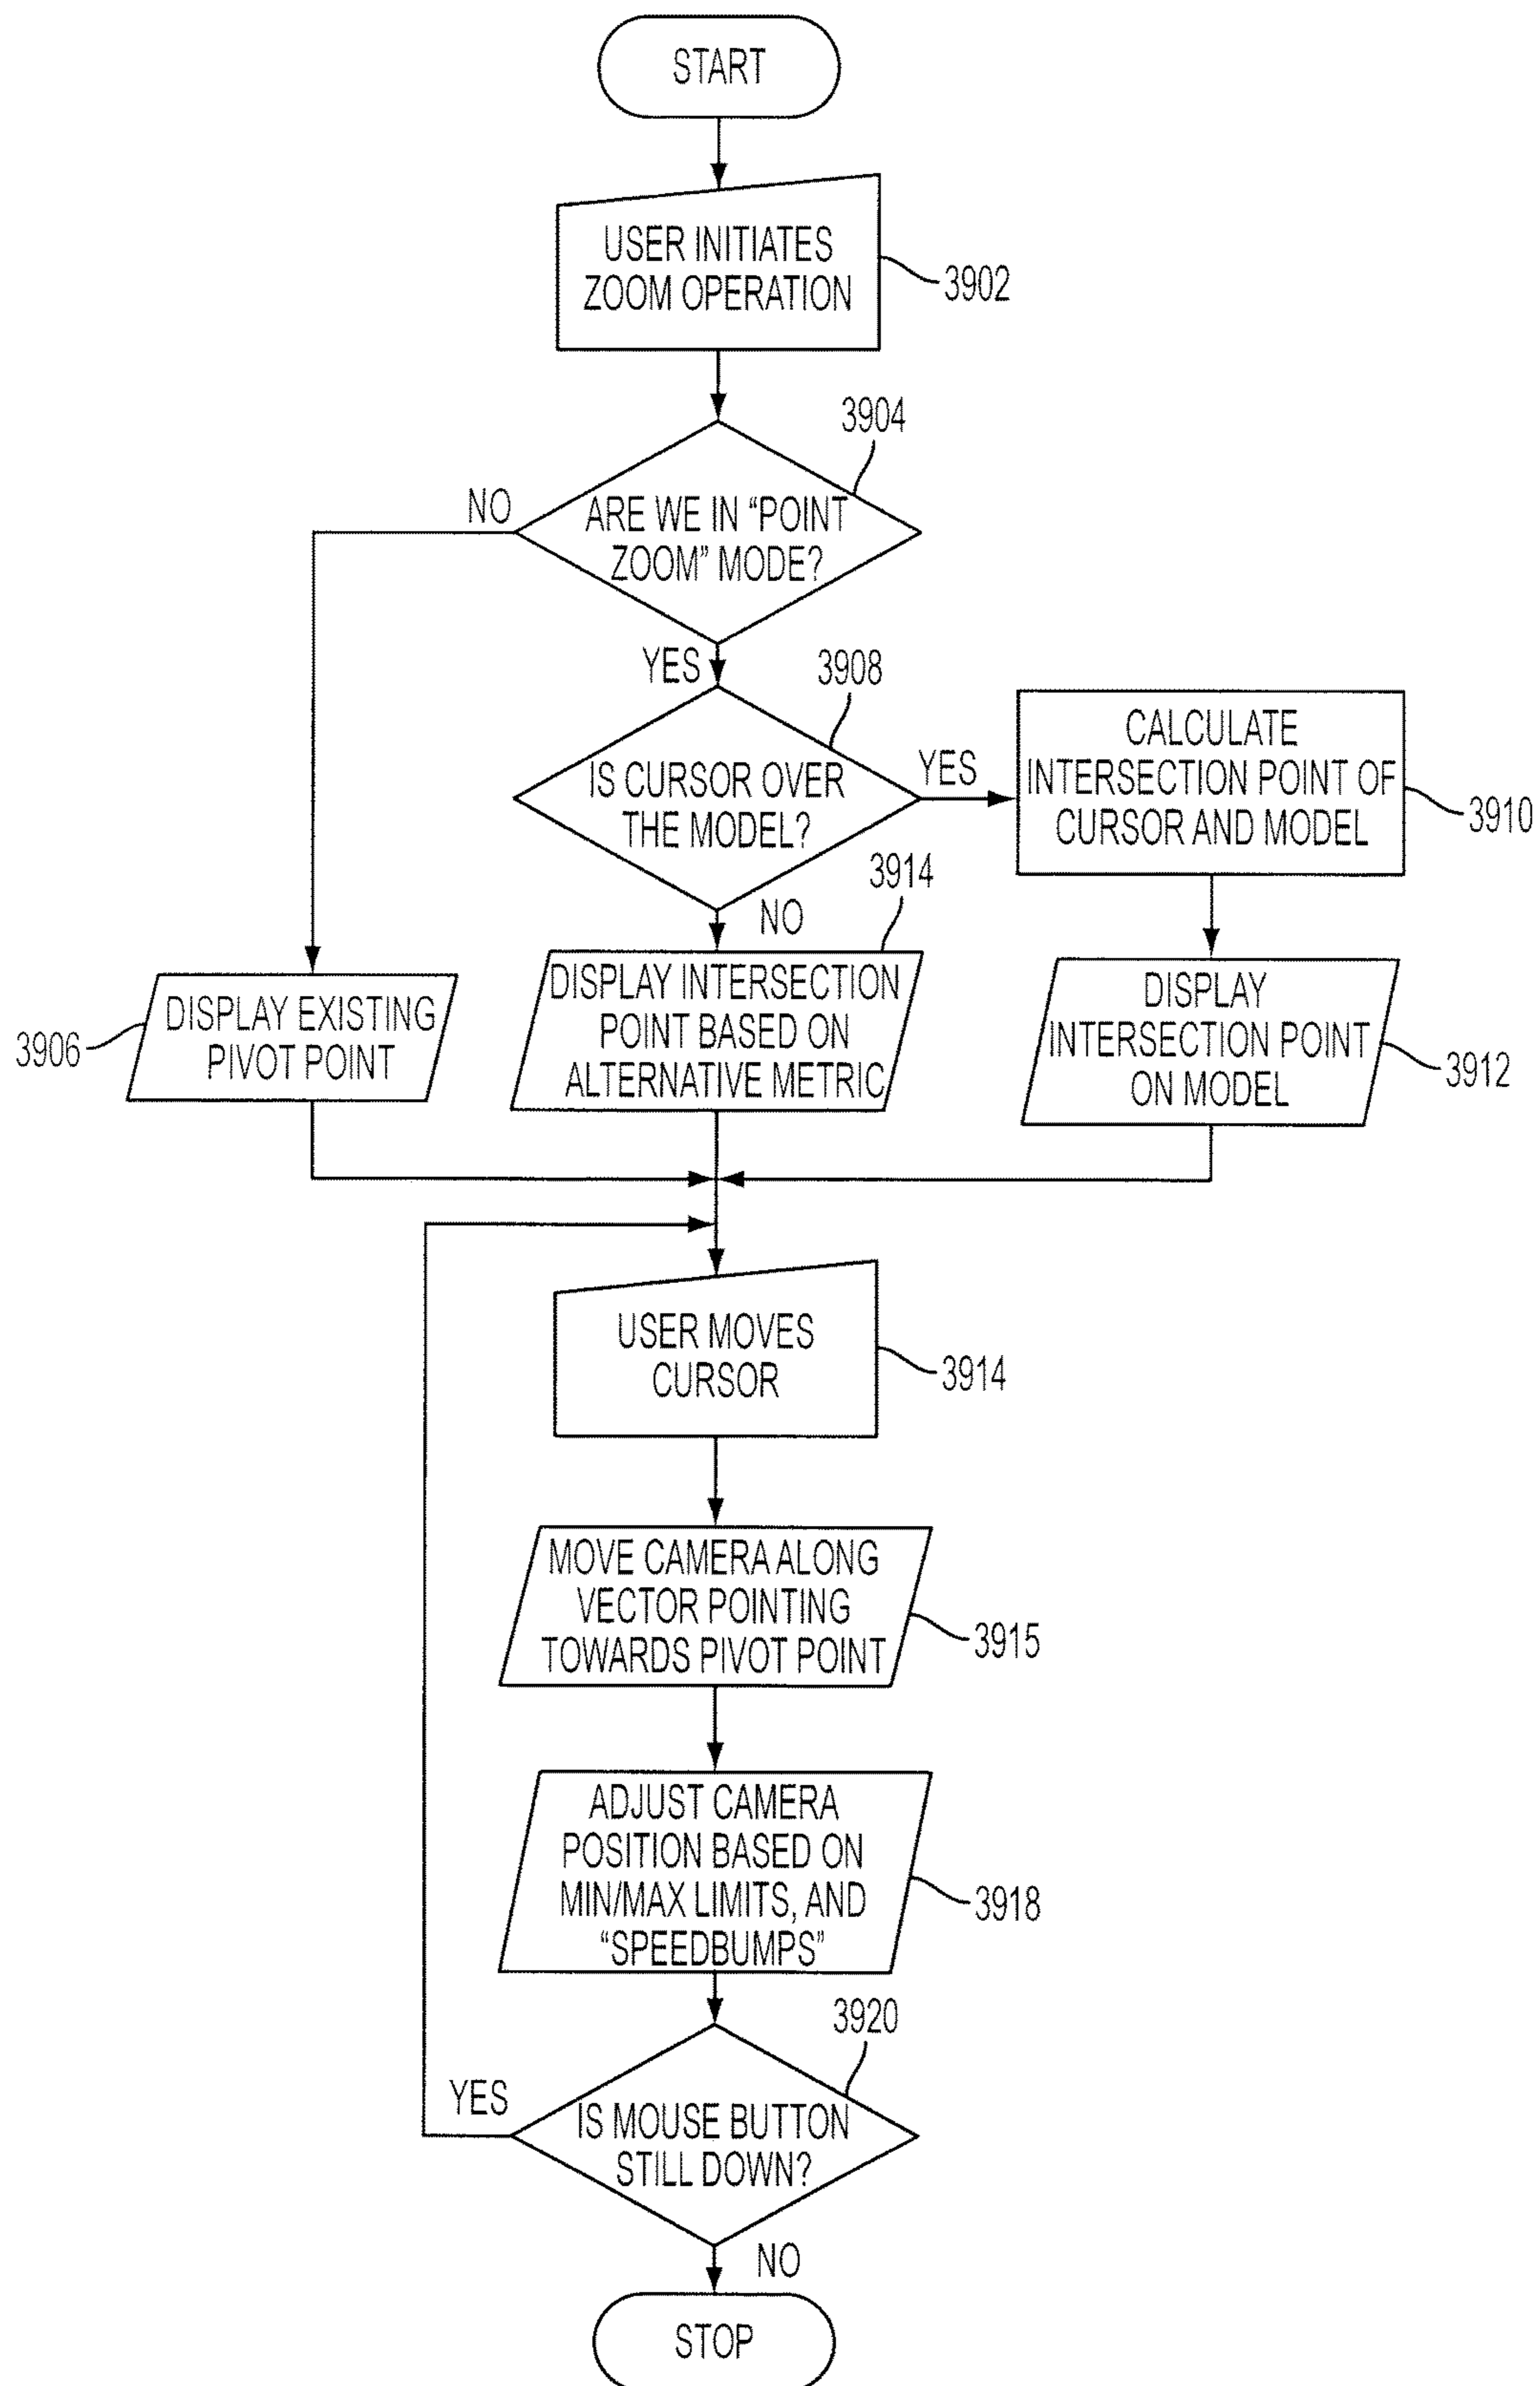 START
USER INITIATES
ZOOM OPERATION
3902
3904
NO
ARE WE IN “POINT
ZOOM” MODE?
YES
3908
IS CURSOR OVER
THE MODEL?
YES
CALCULATE
INTERSECTION POINT OF
CURSOR AND MODEL
3910
3914
NO
DISPLAY EXISTING
PIVOT POINT
3906
DISPLAY INTERSECTION
POINT BASED ON
ALTERNATIVE METRIC
DISPLAY
INTERSECTION POINT
ON MODEL
3912
USER MOVES
CURSOR
3914
MOVE CAMERA ALONG
VECTOR POINTING
TOWARDS PIVOT POINT
3915
ADJUST CAMERA
POSITION BASED ON
MIN/MAX LIMITS, AND
“SPEEDBUMPS”
3918
3920
YES
IS MOUSE BUTTON
STILL DOWN?
NO
STOP